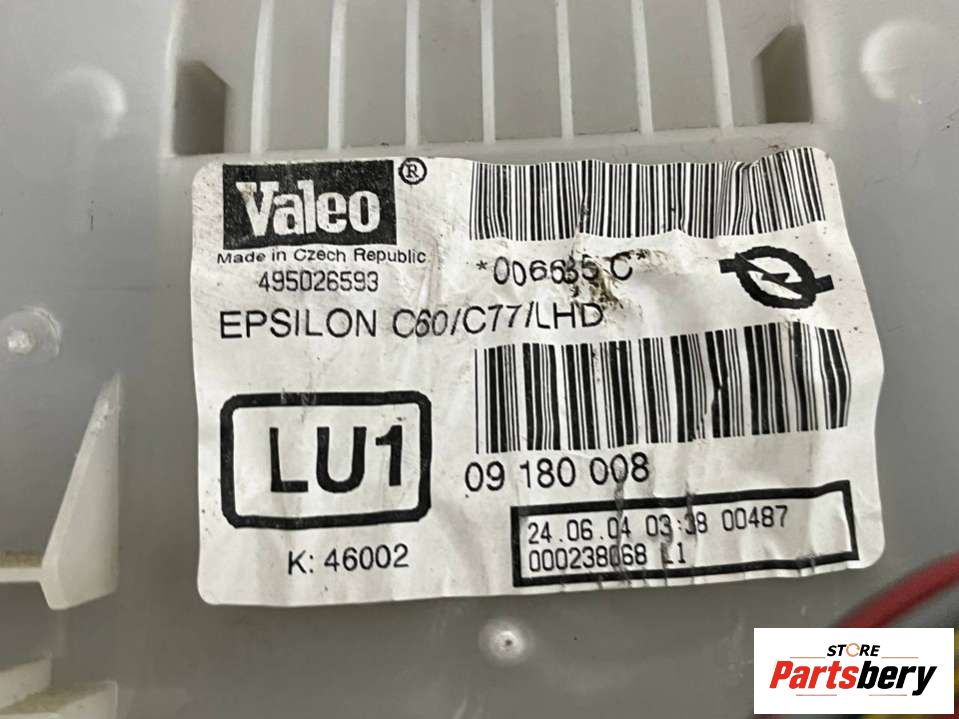 Valeo®
Made in Czech Republic
495026593
*006635 C*
EPSILON C60/C77/LHD
LU1
09 180 008
K: 46002
24.06.04 03:38 00487
000238068 L1
STORE
Partsbery